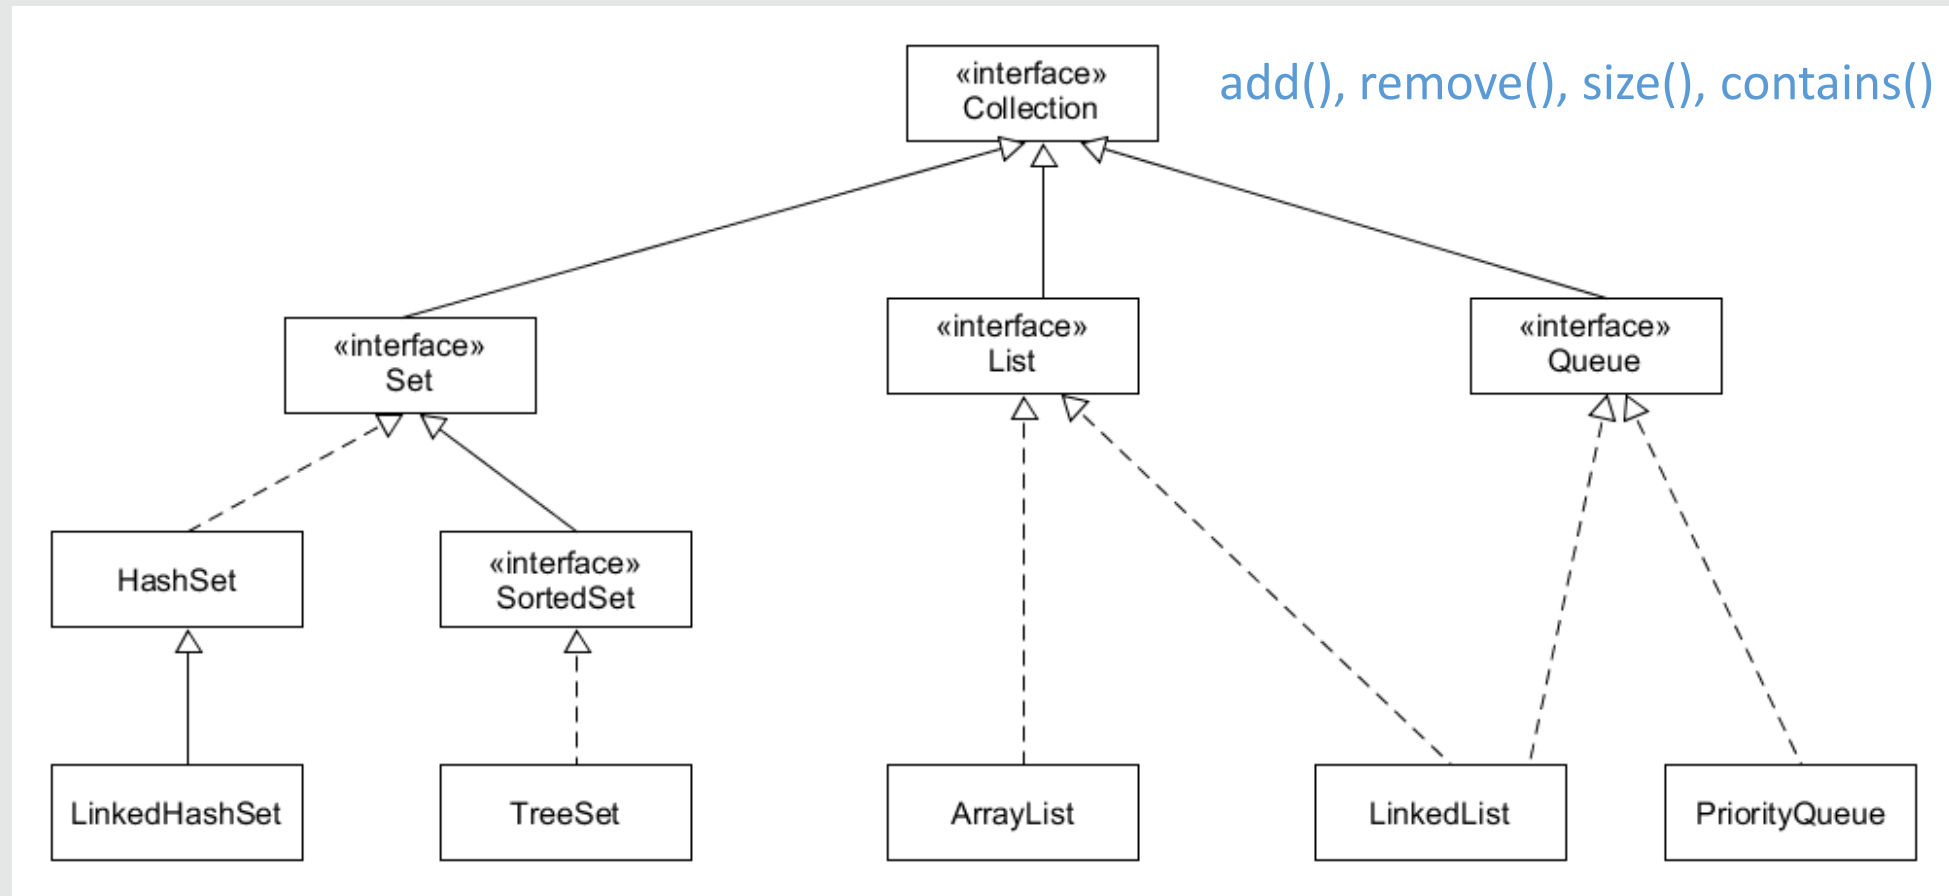 «interface»
Collection
add(), remove(), size(), contains()
«interface»
Set
«interface»
List
«interface»
Queue
HashSet
«interface»
SortedSet
LinkedHashSet
TreeSet
ArrayList
LinkedList
PriorityQueue